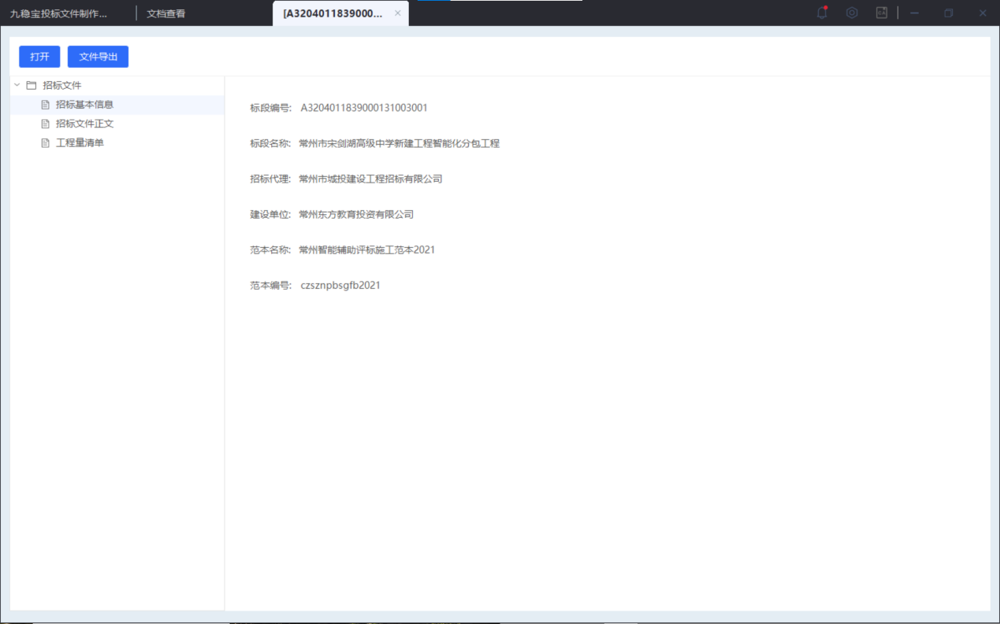 九稳宝投标文件制作...
文档查看
[A3204011839000...
打开
文件导出
招标文件
招标基本信息
招标文件正文
工程量清单
标段编号: A3204011839000131003001
标段名称: 常州市宋剑湖高级中学新建工程智能化分包工程
招标代理: 常州市城投建设工程招标有限公司
建设单位: 常州东方教育投资有限公司
范本名称: 常州智能辅助评标施工范本2021
范本编号: czsznpbsgfb2021